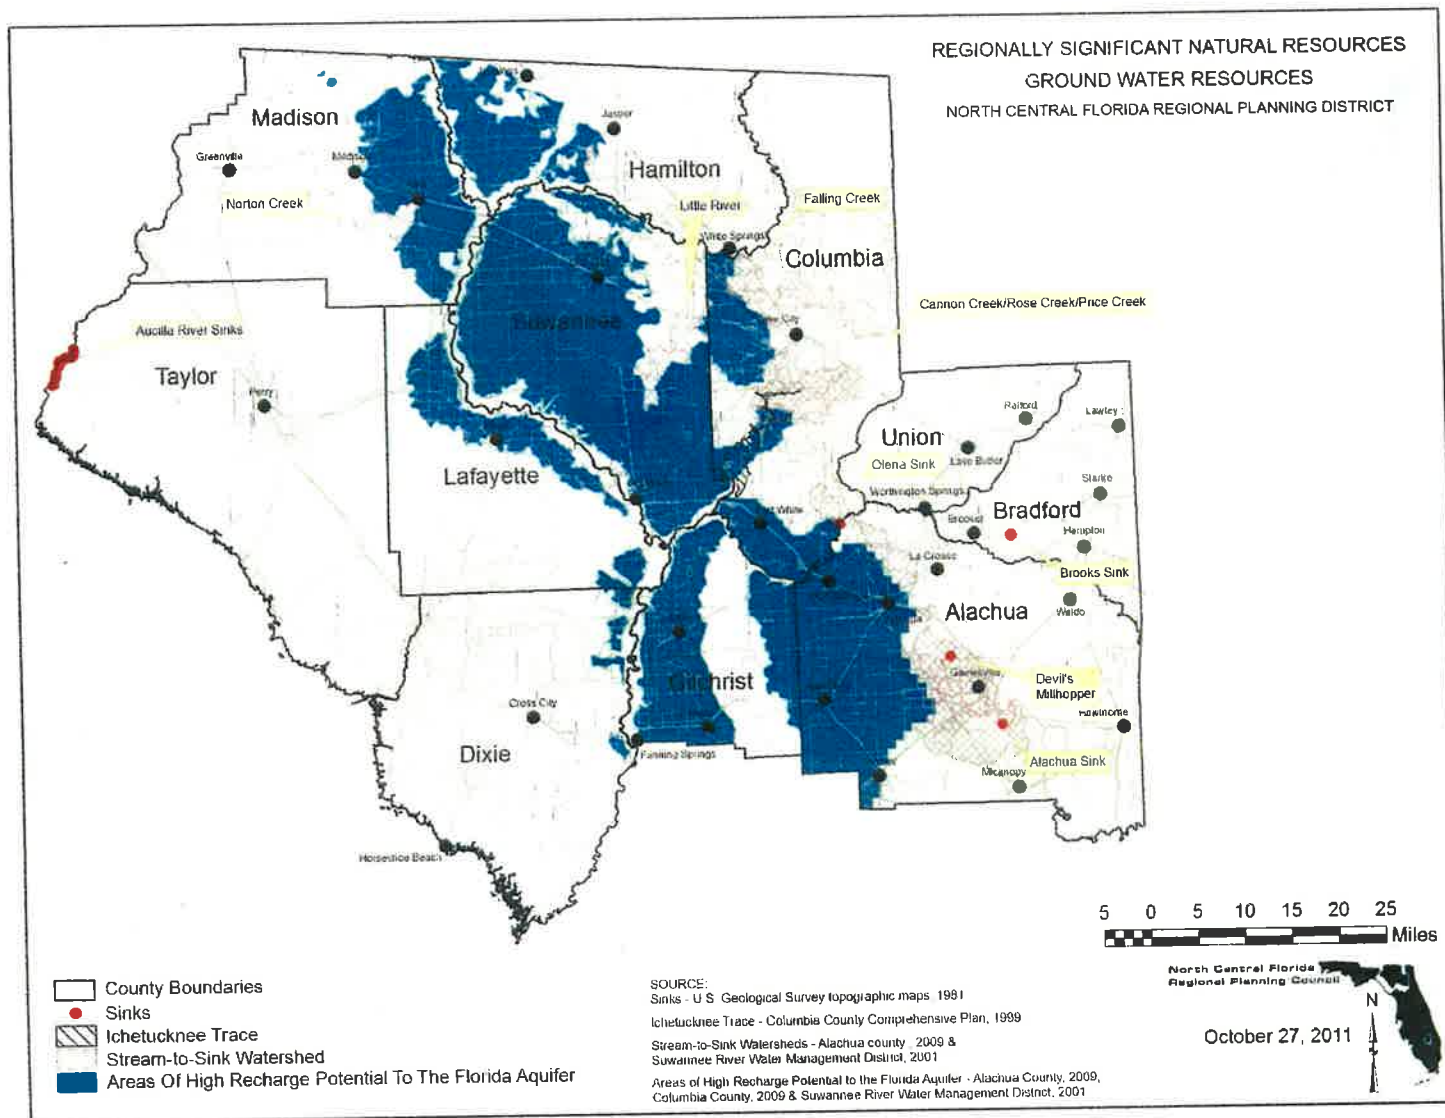 REGIONALLY SIGNIFICANT NATURAL RESOURCES
GROUND WATER RESOURCES
NORTH CENTRAL FLORIDA REGIONAL PLANNING DISTRICT
Madison
Greenville
Madison
Norton Creek
Jasper
Hamilton
Little River
Falling Creek
White Springs
Columbia
Cannon Creek/Rose Creek/Price Creek
Suwannee
City
Aucilla River Sinks
Taylor
Perry
Lafayette
Union
Raiford
Lawtey
Olena Sink
Lake Butler
Worthington Springs
Starke
Bradford
Brooker
Hampton
White
La Crosse
Brooks Sink
Alachua
Waldo
Gilchrist
Gainesville
Devil's
Millhopper
Hawthorne
Cross City
Dixie
Fanning Springs
Alachua Sink
Micanopy
Horseshoe Beach
5 0 5 10 15 20 25
Miles
County Boundaries
Sinks
Ichetucknee Trace
Stream-to-Sink Watershed
Areas Of High Recharge Potential To The Florida Aquifer
SOURCE:
Sinks - U.S. Geological Survey topographic maps, 1981
Ichetucknee Trace - Columbia County Comprehensive Plan, 1999
Stream-to-Sink Watersheds - Alachua county, 2009 &
Suwannee River Water Management District, 2001
Areas of High Recharge Potential to the Florida Aquifer - Alachua County, 2009,
Columbia County, 2009 & Suwannee River Water Management District, 2001
North Central Florida
Regional Planning Council
N
October 27, 2011